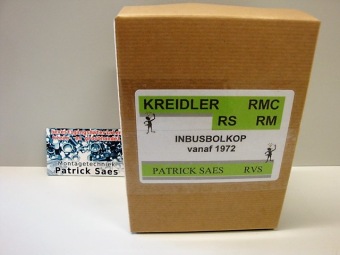 KREIDLER RMC
RS RM
INBUSBOLKOP
vanaf 1972
PATRICK SAES RVS
Montagetechniek
Patrick Saes